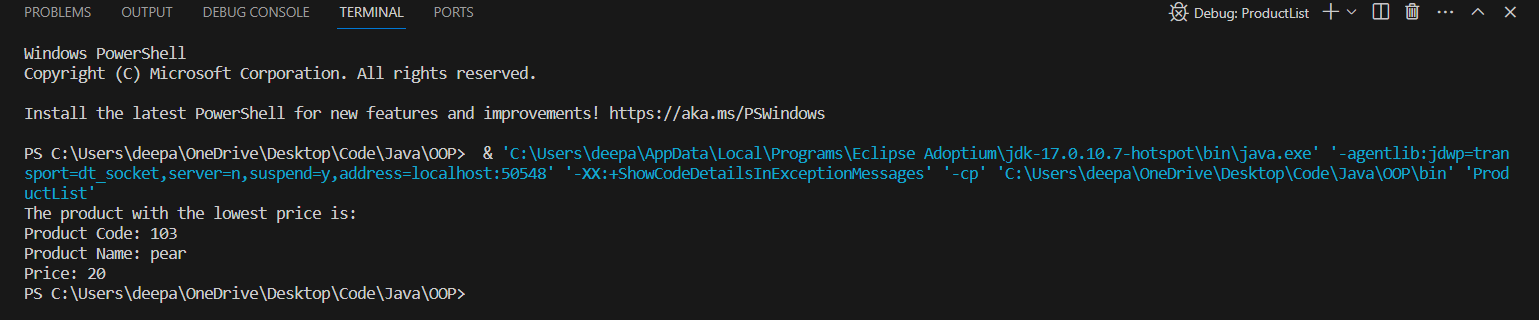 PROBLEMS OUTPUT DEBUG CONSOLE TERMINAL PORTS Debug: ProductList
Windows PowerShell
Copyright (C) Microsoft Corporation. All rights reserved.
Install the latest PowerShell for new features and improvements! https://aka.ms/PSWindows
PS C:\Users\deepa\OneDrive\Desktop\Code\Java\OOP>  & 'C:\Users\deepa\AppData\Local\Programs\Eclipse Adoptium\jdk-17.0.10.7-hotspot\bin\java.exe' '-agentlib:jdwp=tran
sport=dt_socket,server=n,suspend=y,address=localhost:50548' '-XX:+ShowCodeDetailsInExceptionMessages' '-cp' 'C:\Users\deepa\OneDrive\Desktop\Code\Java\OOP\bin' 'Prod
uctList'
The product with the lowest price is:
Product Code: 103
Product Name: pear
Price: 20
PS C:\Users\deepa\OneDrive\Desktop\Code\Java\OOP>